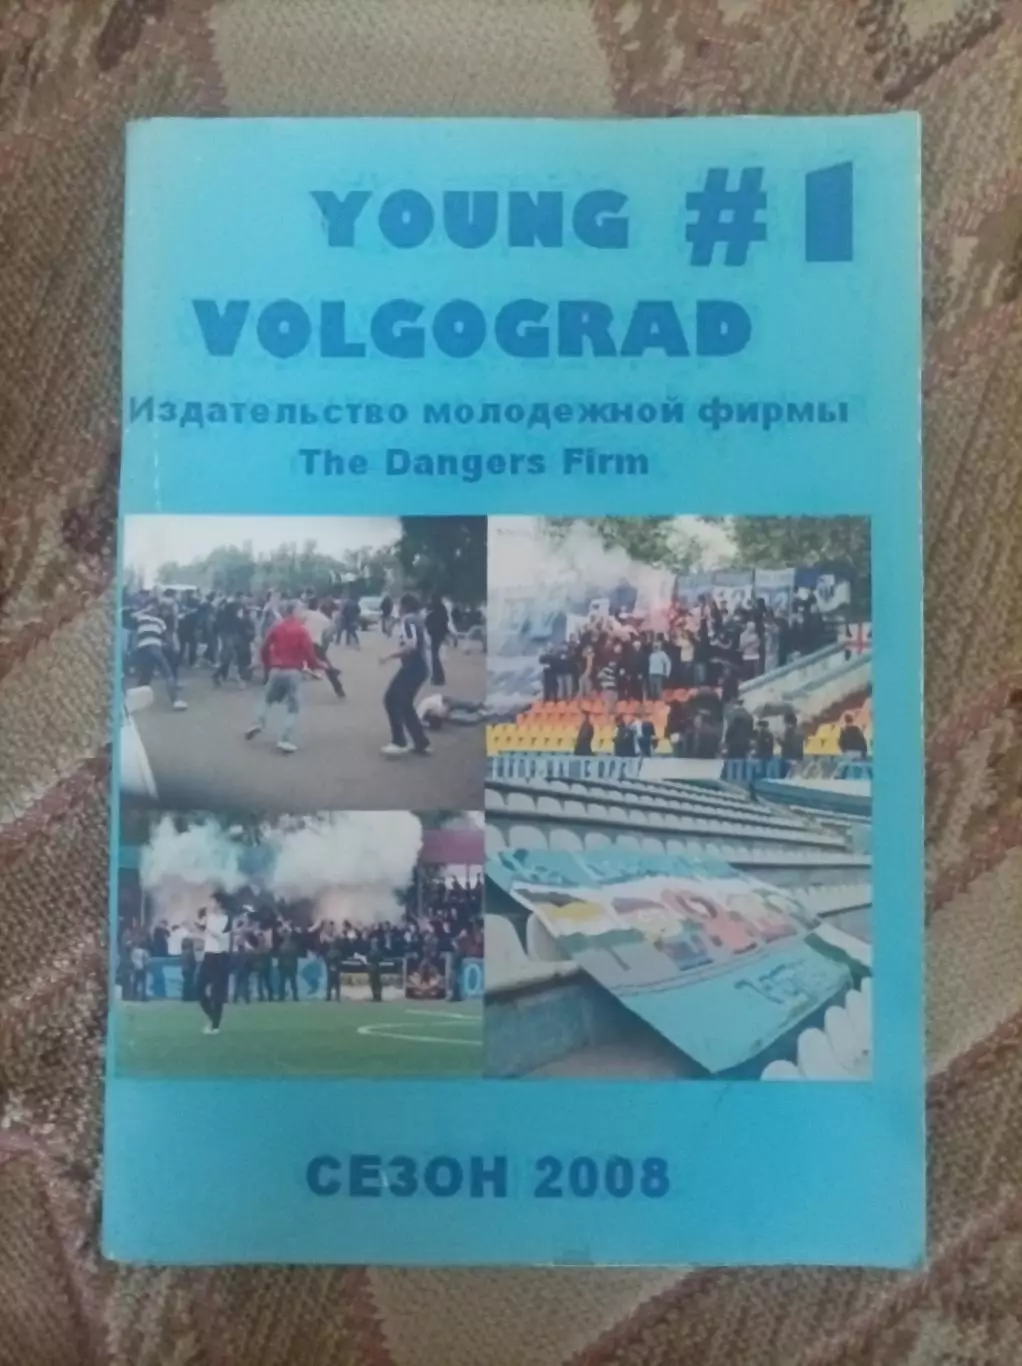 YOUNG #1
VOLGOGRAD
Издательство молодежной фирмы
The Dangers Firm
СЕЗОН 2008